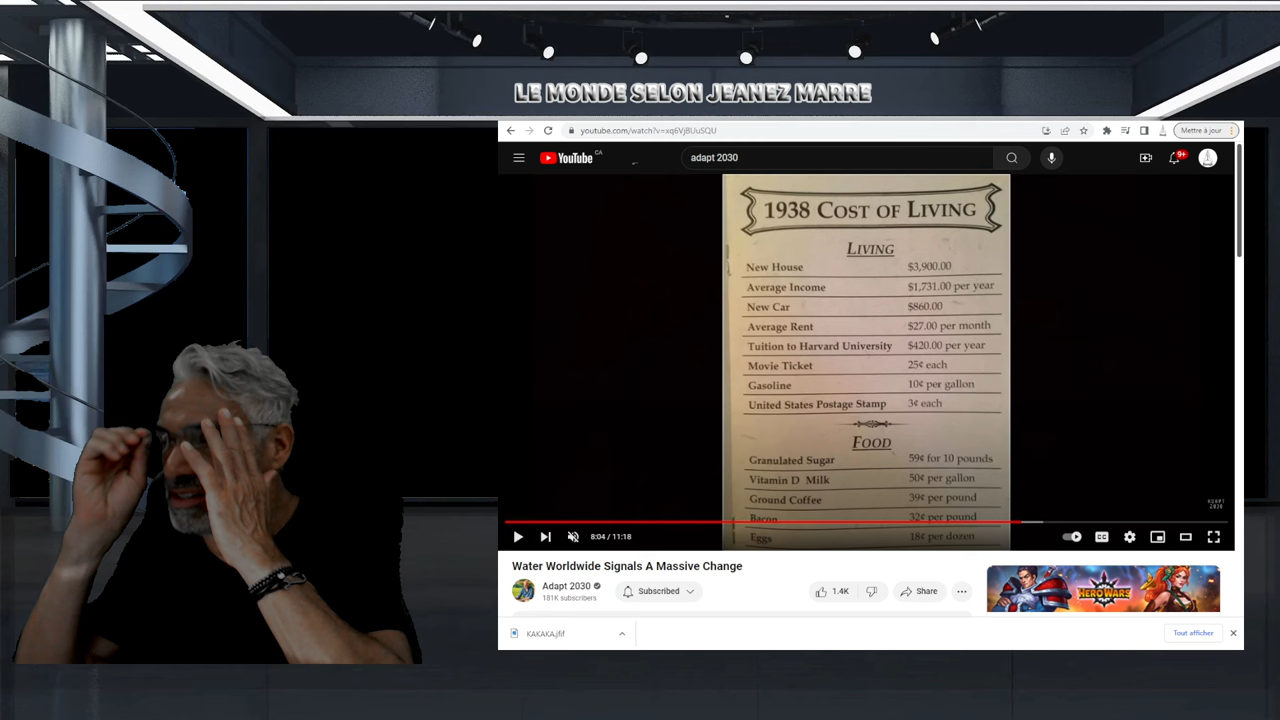 LE MONDE SELON JEANEZ MARRE
youtube.com/watch?v=xq6VjBUuSQU
Mettre à jour
YouTube CA
adapt 2030
9+
1938 COST OF LIVING
LIVING
New House $3,900.00
Average Income $1,731.00 per year
New Car $860.00
Average Rent $27.00 per month
Tuition to Harvard University $420.00 per year
Movie Ticket 25¢ each
Gasoline 10¢ per gallon
United States Postage Stamp 3¢ each
FOOD
Granulated Sugar 59¢ for 10 pounds
Vitamin D Milk 50¢ per gallon
Ground Coffee 39¢ per pound
Bacon 32¢ per pound
Eggs 18¢ per dozen
ADAPT
2030
8:04 / 11:18
CC
Water Worldwide Signals A Massive Change
Adapt 2030
181K subscribers
Subscribed
1.4K
Share
HERO WARS
KAKAKA.jfif
Tout afficher